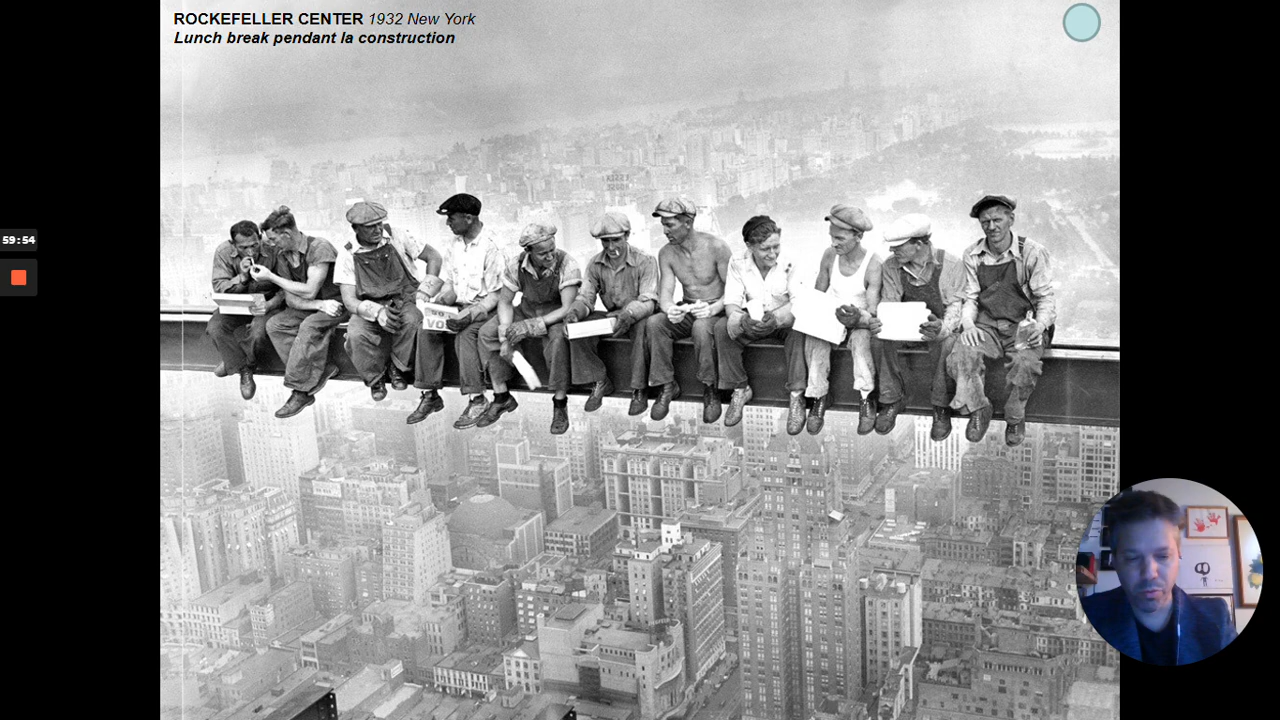 ROCKEFELLER CENTER 1932 New York
Lunch break pendant la construction
59:54